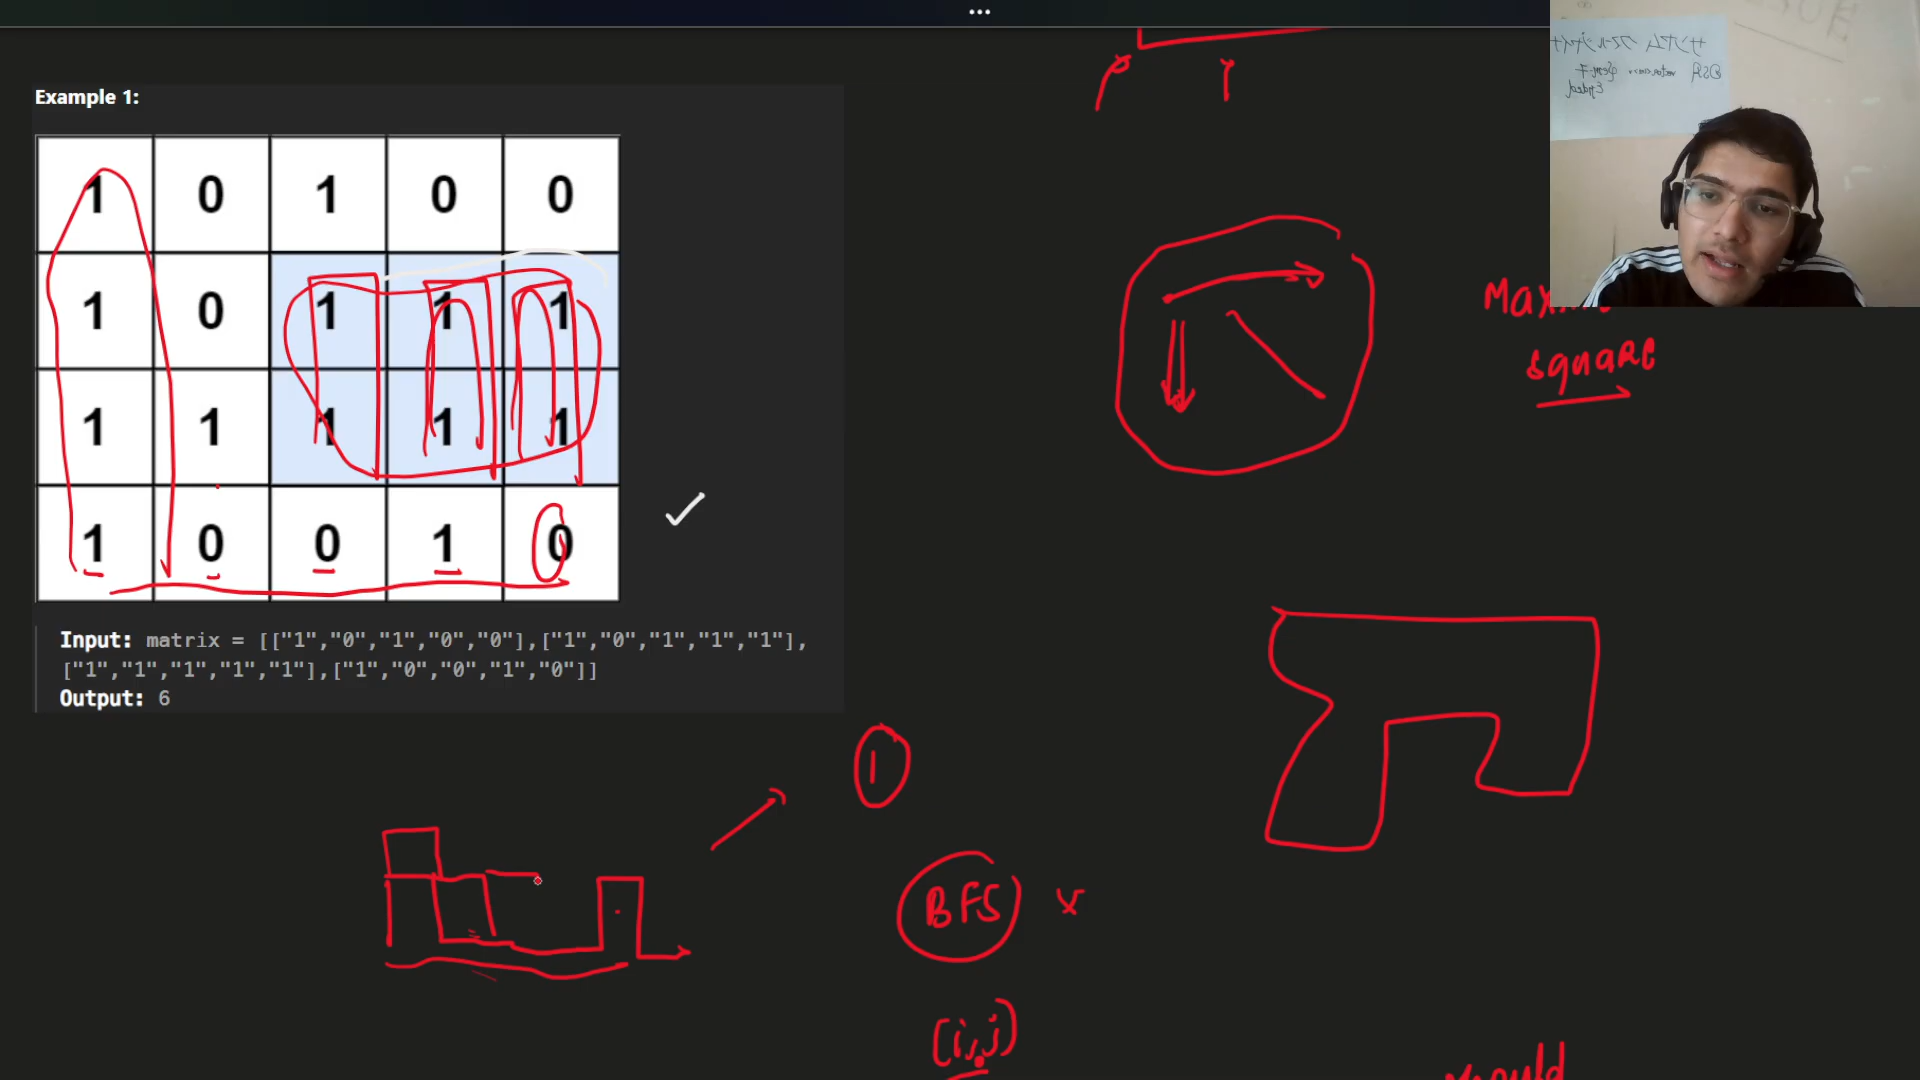 Example 1:
1 0 1 0 0
1 0 1 1 1
1 1 1 1 1
1 0 0 1 0
Input: matrix = [["1","0","1","0","0"],["1","0","1","1","1"],
["1","1","1","1","1"],["1","0","0","1","0"]]
Output: 6
square
1
BFS x
(i,j)